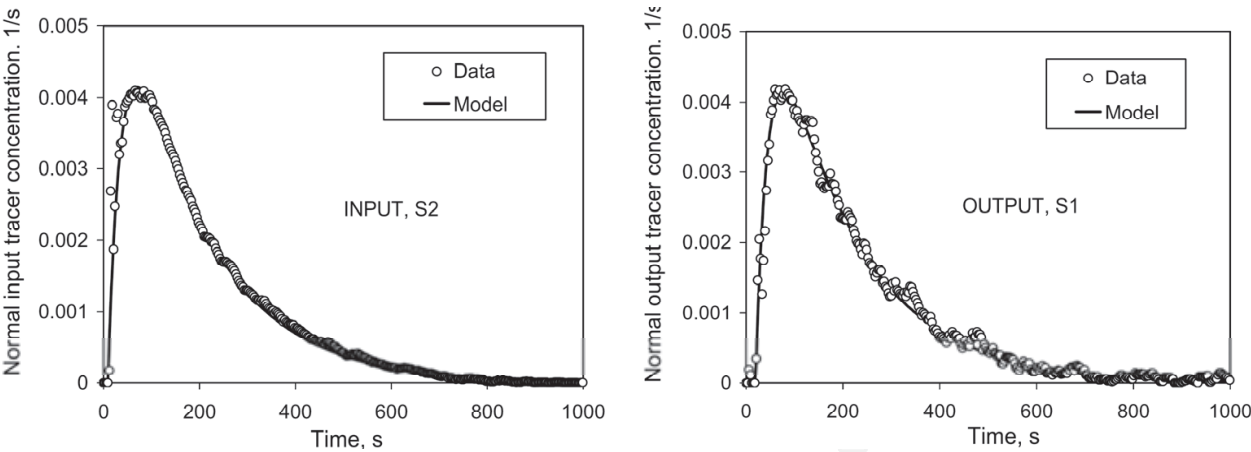 Normal input tracer concentration. 1/s
0.005
0.004
0.003
0.002
0.001
0
0 200 400 600 800 1000
Time, s
Data
Model
INPUT, S2
Normal output tracer concentration. 1/s
0.005
0.004
0.003
0.002
0.001
0
0 200 400 600 800 1000
Time, s
Data
Model
OUTPUT, S1